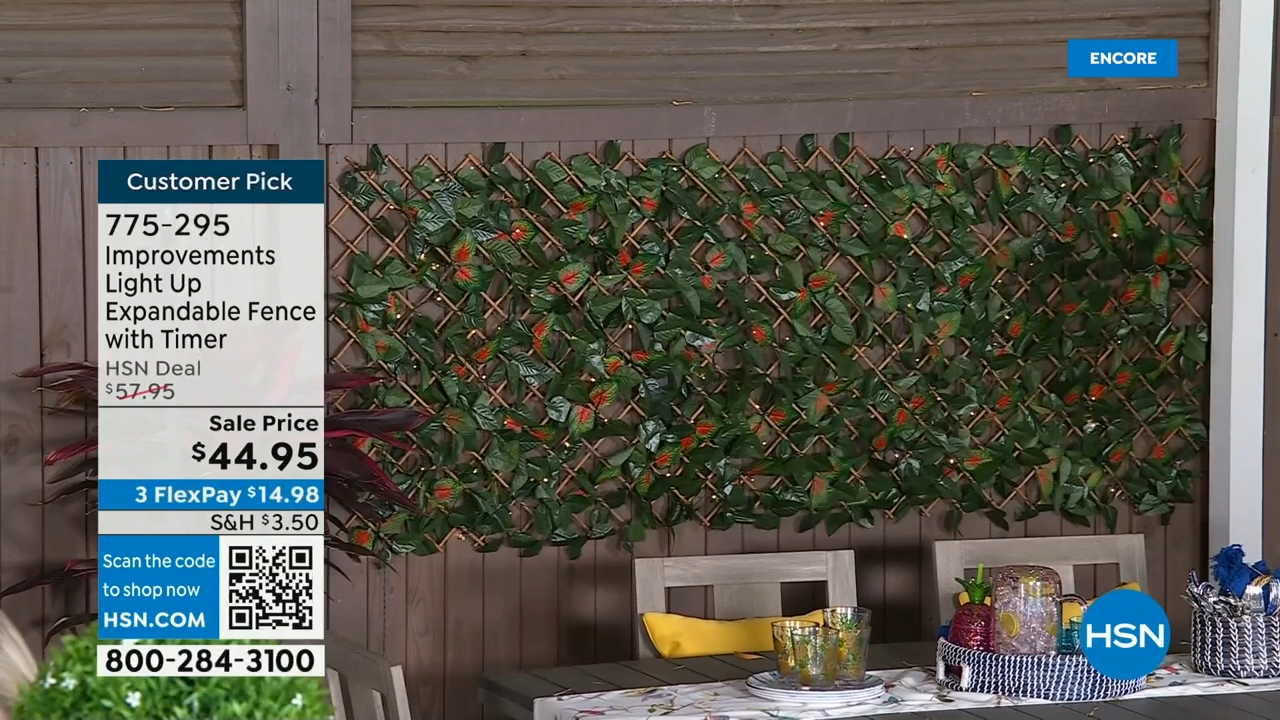 ENCORE
Customer Pick
775-295
Improvements
Light Up
Expandable Fence
with Timer
HSN Deal
$57.95
Sale Price
$44.95
3 FlexPay $14.98
S&H $3.50
Scan the code
to shop now
HSN.COM
800-284-3100
HSN